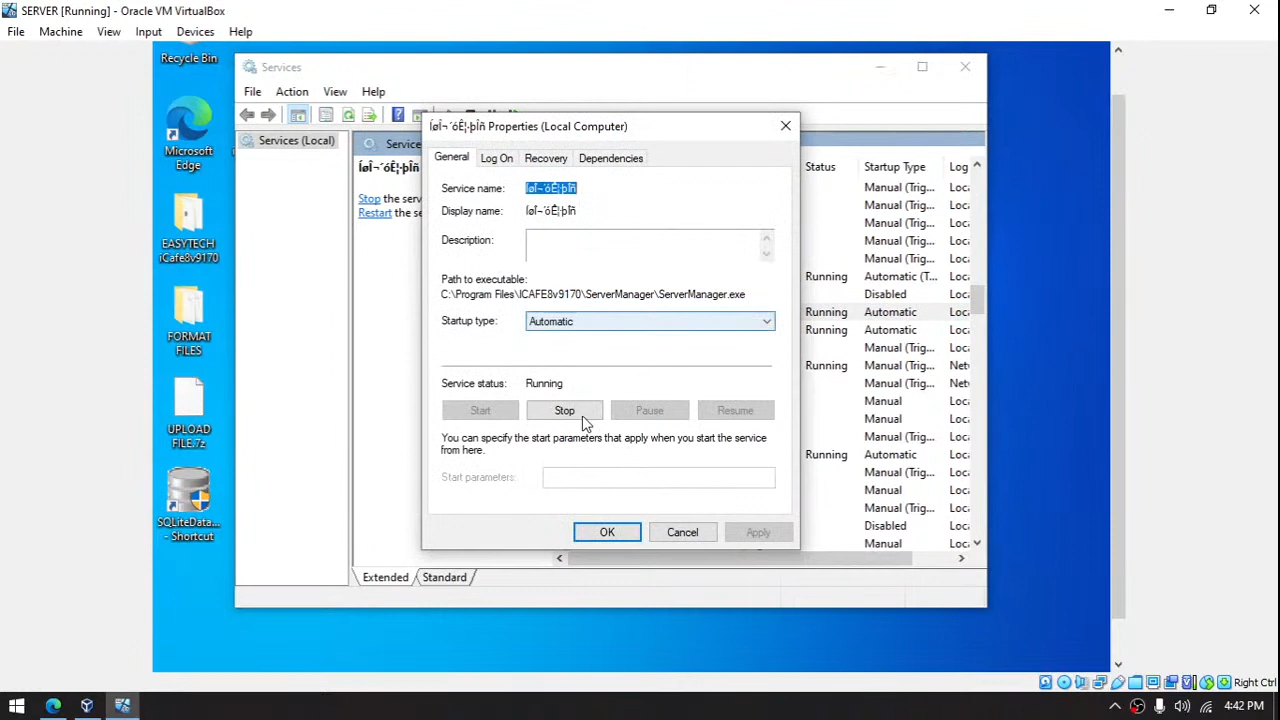 SERVER [Running] - Oracle VM VirtualBox
File Machine View Input Devices Help
Recycle Bin
Microsoft
Edge
EASYTECH
iCafe8v9170
FORMAT
FILES
UPLOAD
FILE.7z
SQLiteData...
- Shortcut
Services
File Action View Help
Services (Local)
Stop the
Restart the se
Properties (Local Computer)
General Log On Recovery Dependencies
Service name:
Display name:
Description:
Path to executable:
C:\Program Files\ICAFE8v9170\ServerManager\ServerManager.exe
Startup type: Automatic
Service status: Running
Start Stop Pause Resume
You can specify the start parameters that apply when you start the service
from here.
Start parameters:
OK Cancel Apply
Status Startup Type Log
Manual (Trig... Loca
Manual (Trig... Loca
Manual (Trig... Loca
Manual (Trig... Loca
Manual (Trig... Loca
Running Automatic (T... Loca
Disabled Loca
Running Automatic Loca
Running Automatic Loca
Manual (Trig... Loca
Running Manual (Trig... Net
Manual Loca
Manual (Trig... Loca
Manual (Trig... Loca
Manual (Trig... Loca
Running Automatic Loca
Manual (Trig... Loca
Manual Loca
Manual (Trig... Loca
Disabled Loca
Manual Loca
Extended Standard
Right Ctrl
4:42 PM